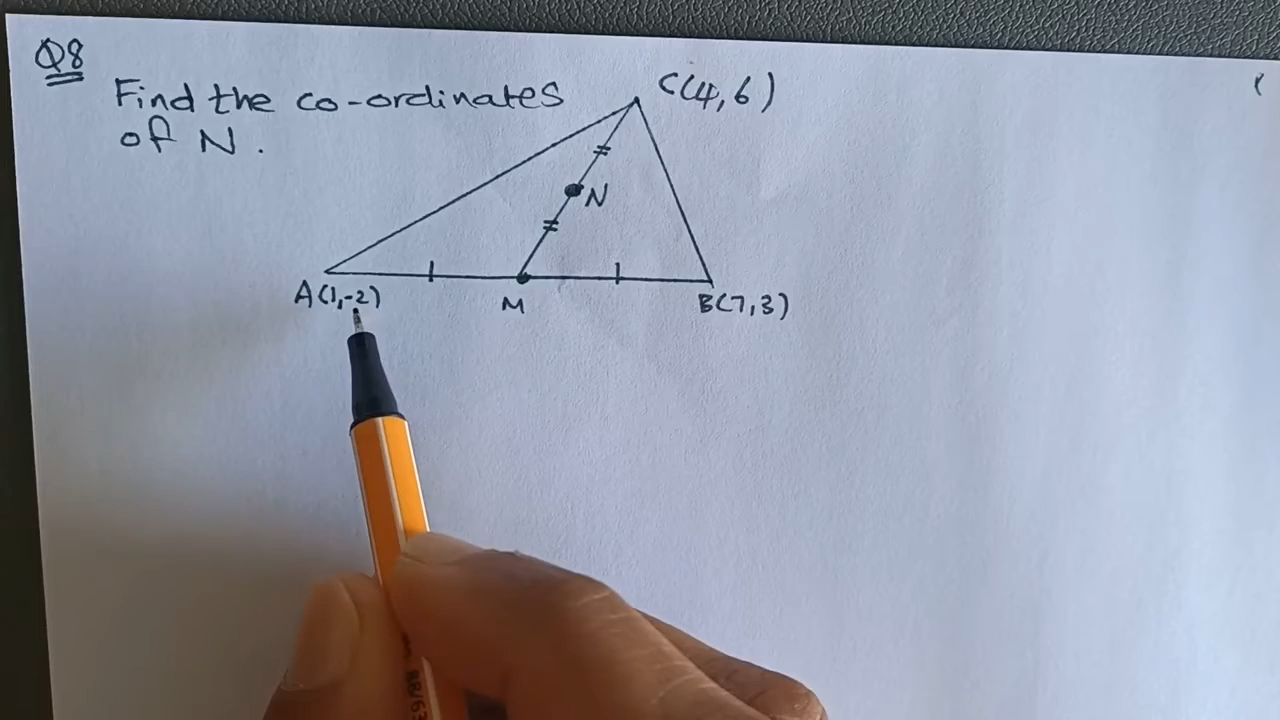 Q8
Find the co-ordinates
of N.
C(4,6)
N
A(1,-2)
M
B(7,3)